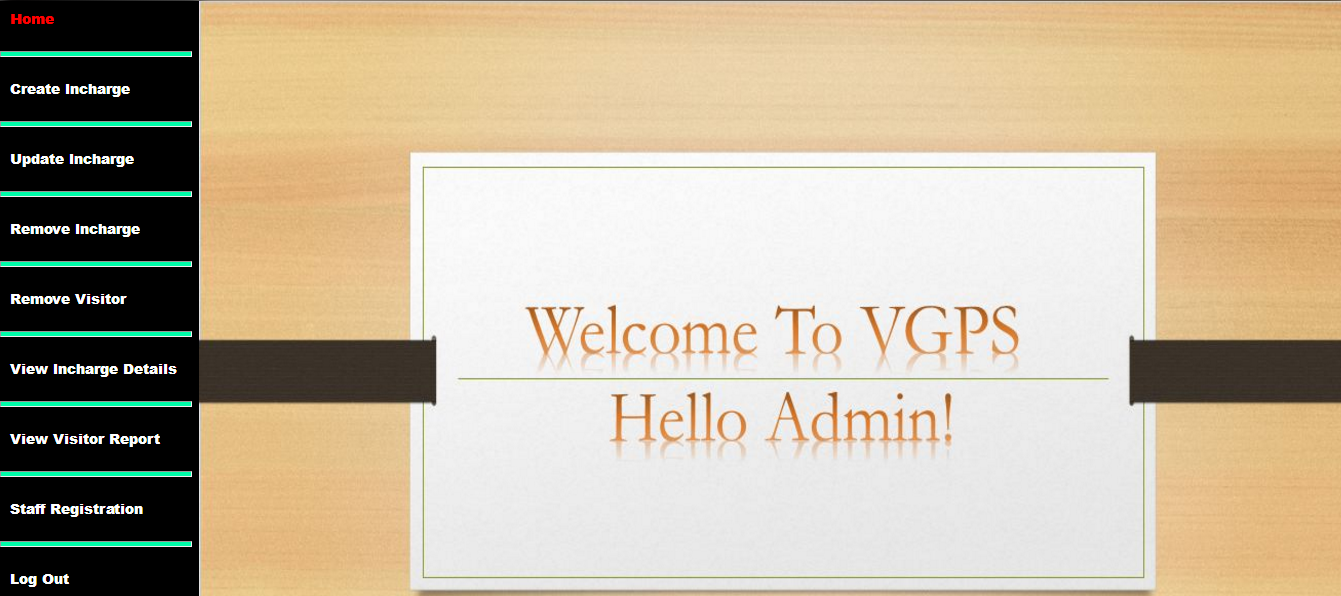 Home
Create Incharge
Update Incharge
Remove Incharge
Remove Visitor
View Incharge Details
View Visitor Report
Staff Registration
Log Out
Welcome To VGPS
Hello Admin!